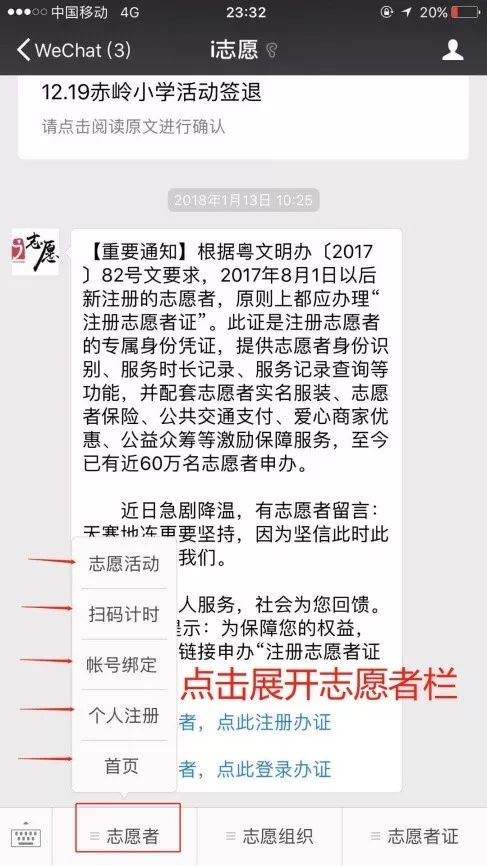 中国移动 4G 23:32 20%
WeChat (3) i志愿
12.19赤岭小学活动签退
请点击阅读原文进行确认
2018年1月13日 10:25
志愿
【重要通知】根据粤文明办〔2017
〕82号文要求，2017年8月1日以后
新注册的志愿者，原则上都应办理“
注册志愿者证”。此证是注册志愿者
的专属身份凭证，提供志愿者身份识
别、服务时长记录、服务记录查询等
功能，并配套志愿者实名服装、志愿
者保险、公共交通支付、爱心商家优
惠、公益众筹等激励保障服务，至今
已有近60万名志愿者申办。
近日急剧降温，有志愿者留言：
天寒地冻更要坚持，因为坚信此时此
我们。
人服务，社会为您回馈。
提示：为保障您的权益，
链接申办“注册志愿者证
者，点此注册办证
者，点此登录办证
志愿活动
扫码计时
帐号绑定
个人注册
首页
点击展开志愿者栏
志愿者 志愿组织 志愿者证